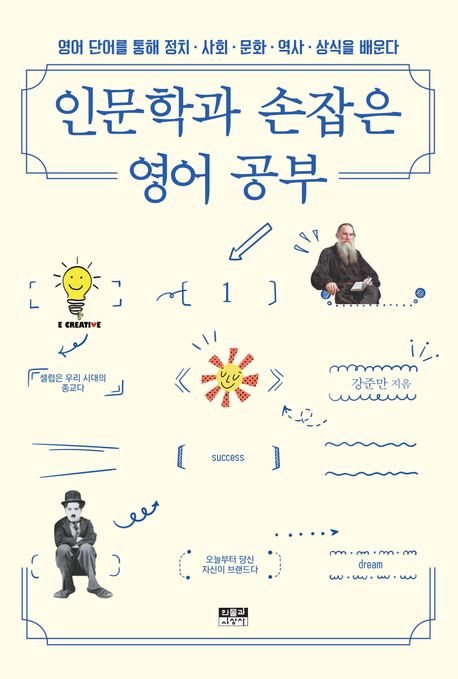 영어 단어를 통해 정치·사회·문화·역사·상식을 배운다
인문학과 손잡은
영어 공부
1
E CREATIVE
셀럽은 우리 시대의
종교다
강준만 지음
success
오늘부터 당신
자신이 브랜드다
dream
인물과
사상사